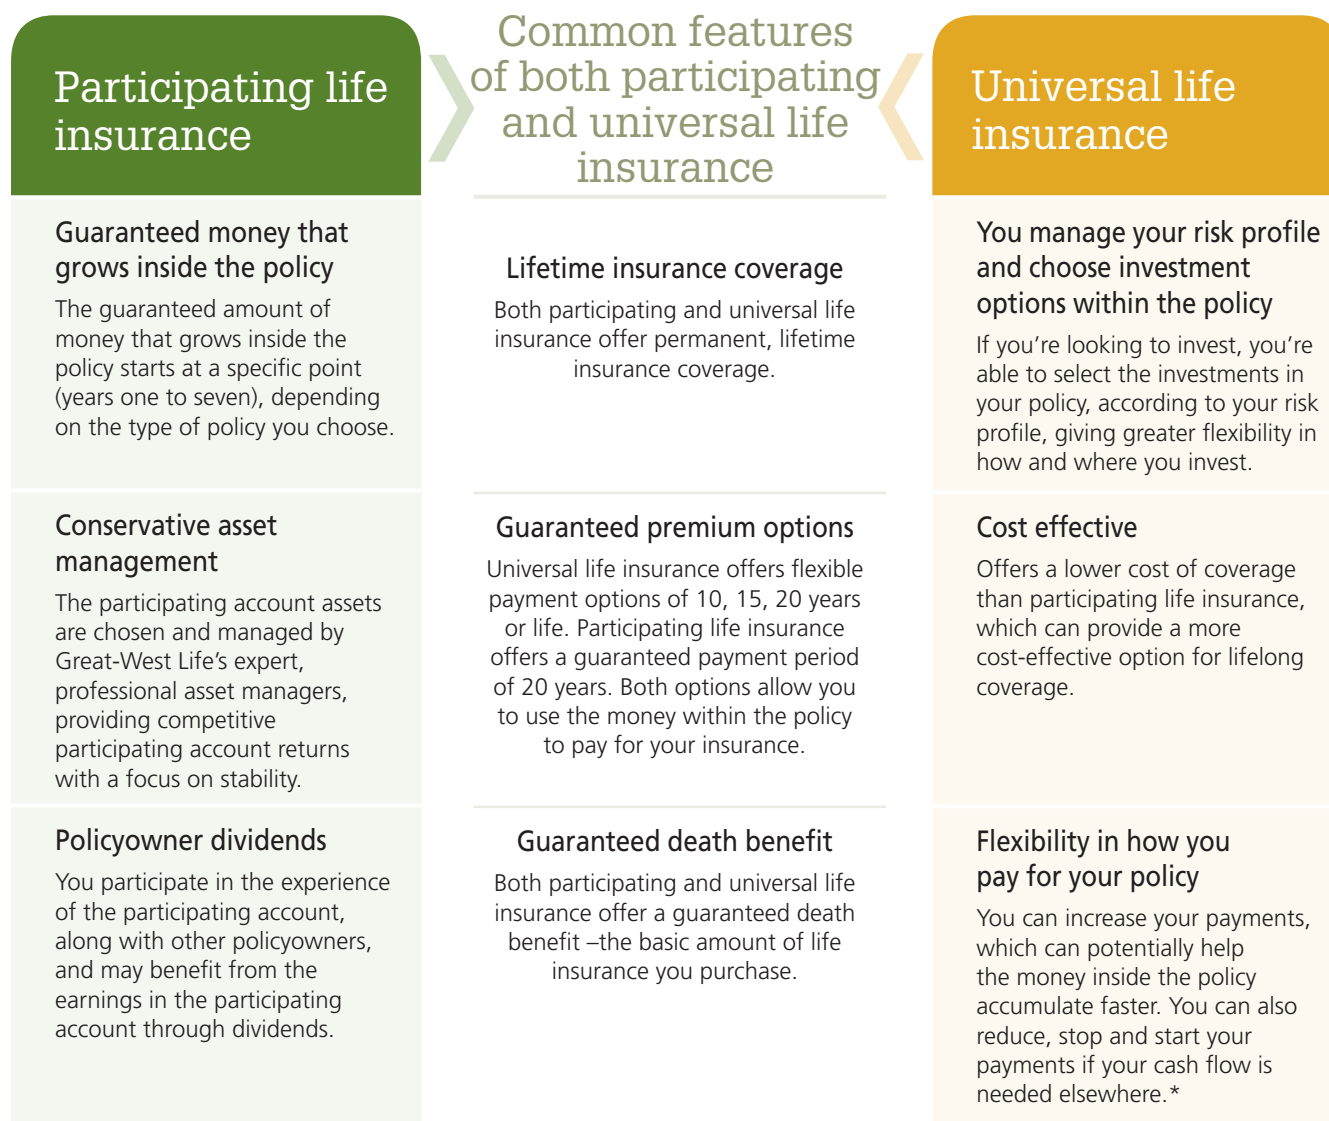 Participating life
insurance
Guaranteed money that
grows inside the policy
The guaranteed amount of
money that grows inside the
policy starts at a specific point
(years one to seven), depending
on the type of policy you choose.
Conservative asset
management
The participating account assets
are chosen and managed by
Great-West Life’s expert,
professional asset managers,
providing competitive
participating account returns
with a focus on stability.
Policyowner dividends
You participate in the experience
of the participating account,
along with other policyowners,
and may benefit from the
earnings in the participating
account through dividends.
Common features
of both participating
and universal life
insurance
Lifetime insurance coverage
Both participating and universal life
insurance offer permanent, lifetime
insurance coverage.
Guaranteed premium options
Universal life insurance offers flexible
payment options of 10, 15, 20 years
or life. Participating life insurance
offers a guaranteed payment period
of 20 years. Both options allow you
to use the money within the policy
to pay for your insurance.
Guaranteed death benefit
Both participating and universal life
insurance offer a guaranteed death
benefit –the basic amount of life
insurance you purchase.
Universal life
insurance
You manage your risk profile
and choose investment
options within the policy
If you’re looking to invest, you’re
able to select the investments in
your policy, according to your risk
profile, giving greater flexibility in
how and where you invest.
Cost effective
Offers a lower cost of coverage
than participating life insurance,
which can provide a more
cost-effective option for lifelong
coverage.
Flexibility in how you
pay for your policy
You can increase your payments,
which can potentially help
the money inside the policy
accumulate faster. You can also
reduce, stop and start your
payments if your cash flow is
needed elsewhere.*